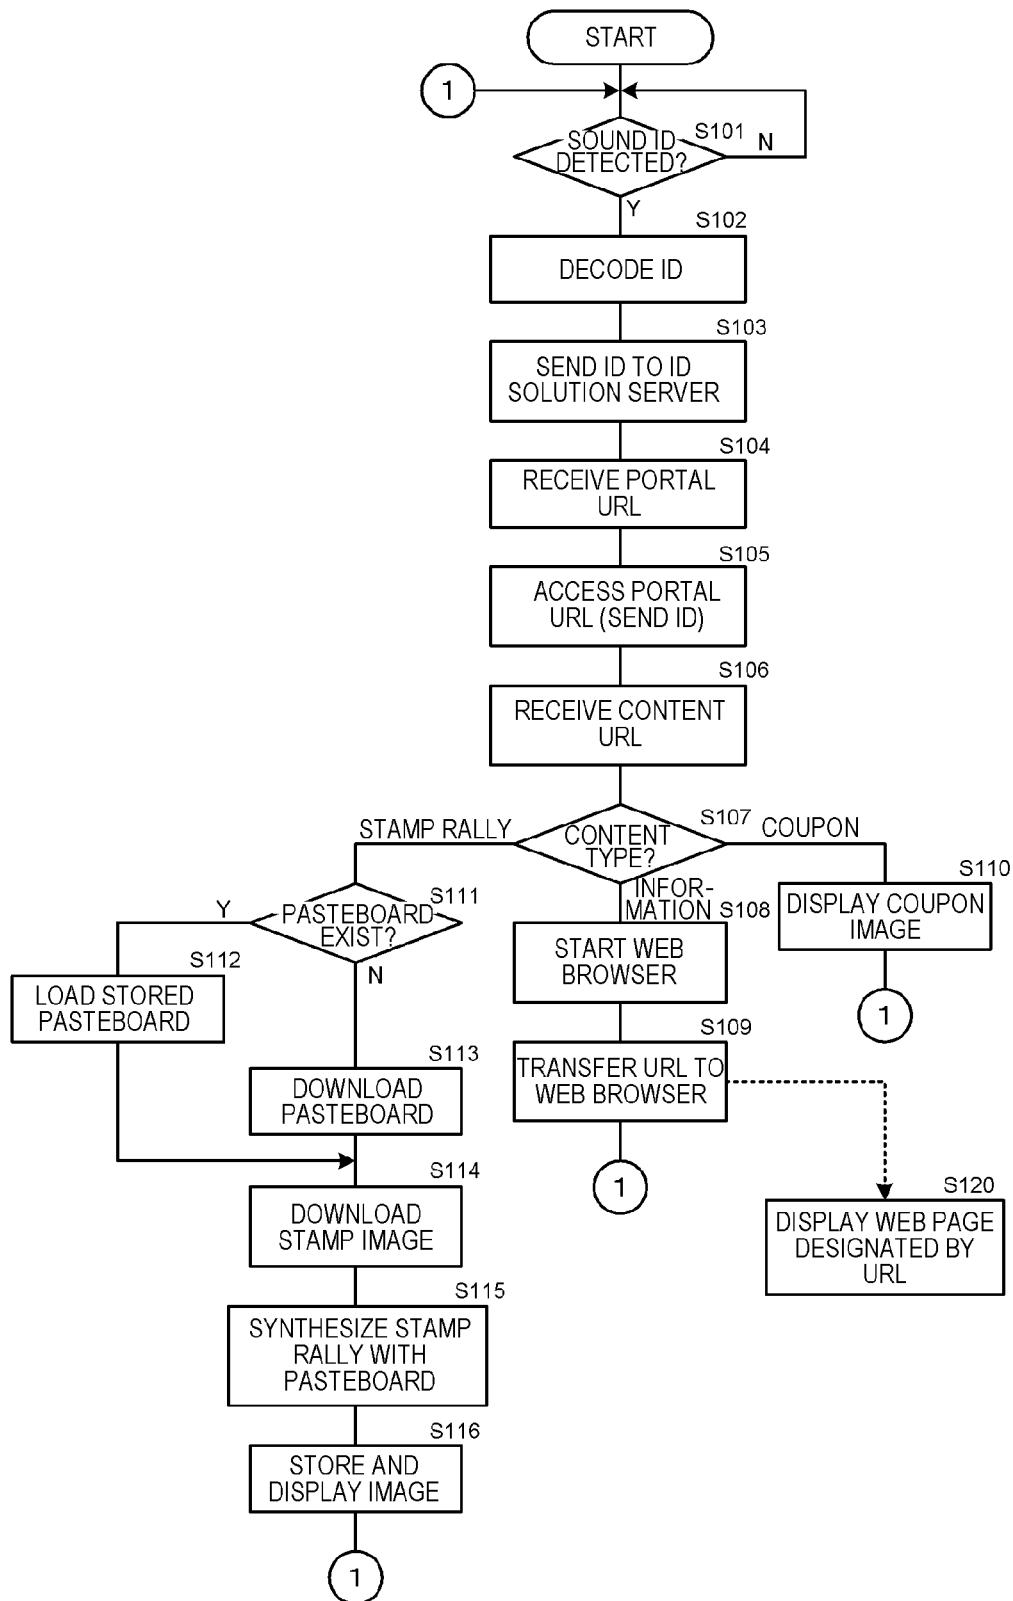 START
1
S101
SOUND ID
DETECTED?
N
Y
S102
DECODE ID
S103
SEND ID TO ID
SOLUTION SERVER
S104
RECEIVE PORTAL
URL
S105
ACCESS PORTAL
URL (SEND ID)
S106
RECEIVE CONTENT
URL
S107
CONTENT
TYPE?
STAMP RALLY
COUPON
INFOR-
MATION
S110
DISPLAY COUPON
IMAGE
1
S111
PASTEBOARD
EXIST?
Y
N
S108
START WEB
BROWSER
S112
LOAD STORED
PASTEBOARD
S109
TRANSFER URL TO
WEB BROWSER
1
S113
DOWNLOAD
PASTEBOARD
S120
DISPLAY WEB PAGE
DESIGNATED BY
URL
S114
DOWNLOAD
STAMP IMAGE
S115
SYNTHESIZE STAMP
RALLY WITH
PASTEBOARD
S116
STORE AND
DISPLAY IMAGE
1